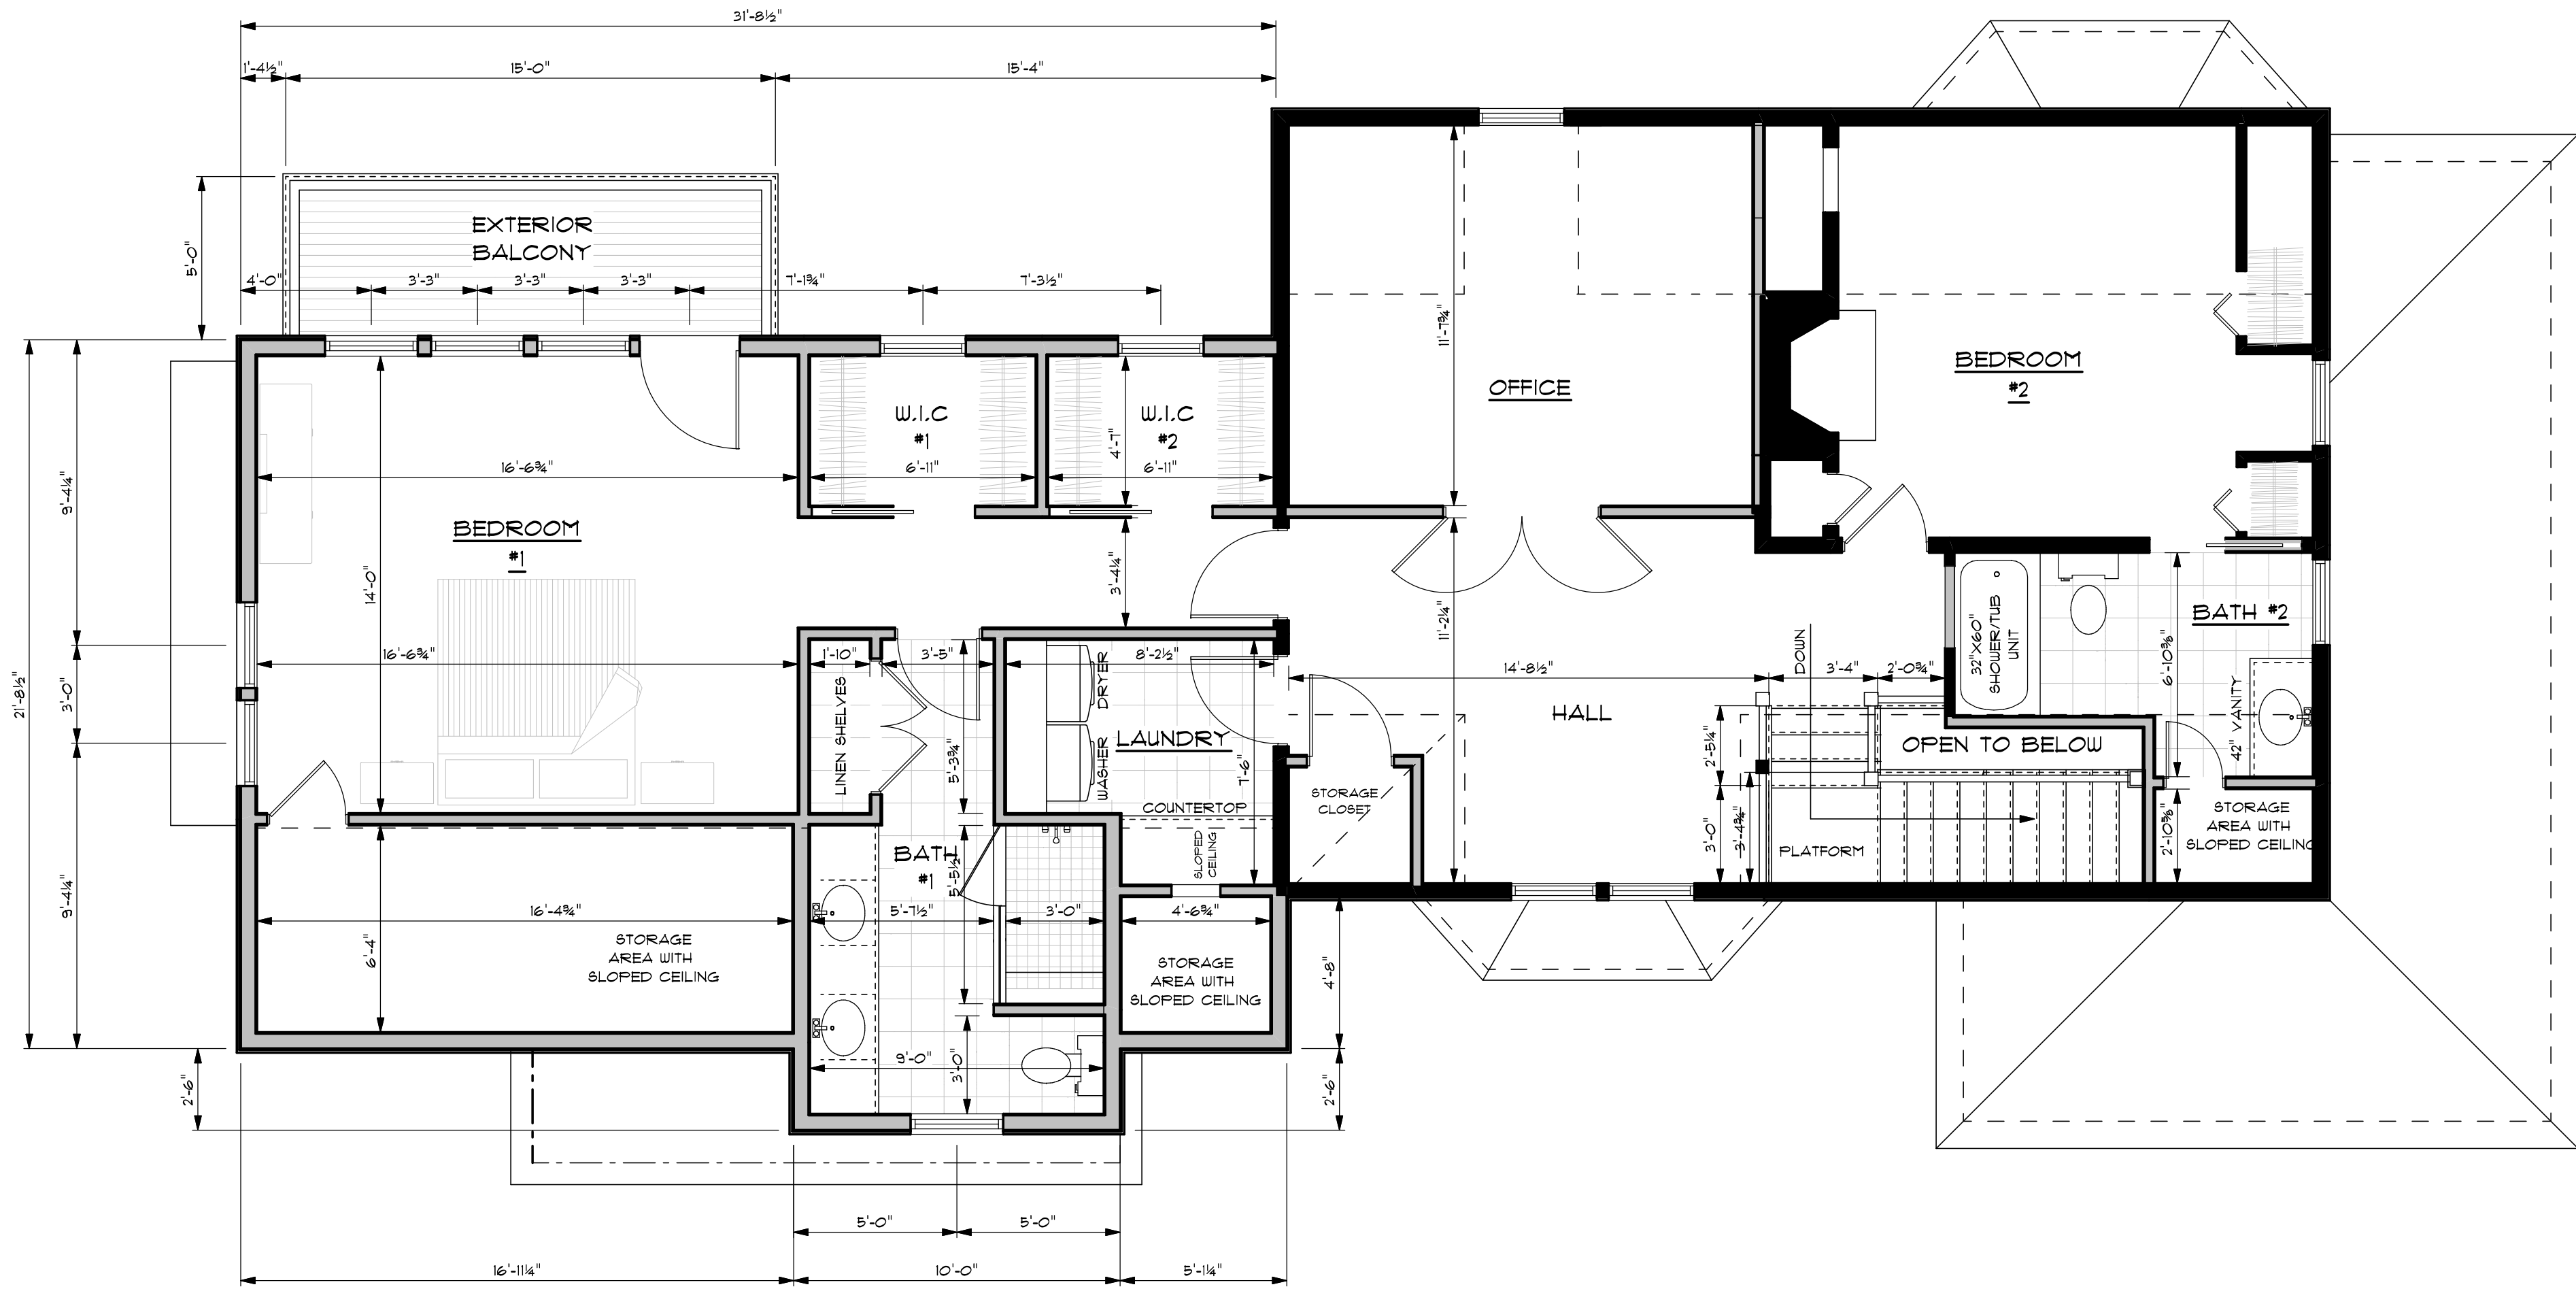 31'-8½"
1'-4½"
15'-0"
15'-4"
EXTERIOR
BALCONY
5'-0"
4'-0"
3'-3"
3'-3"
3'-3"
7'-1¾"
7'-3½"
11'-7¾"
OFFICE
BEDROOM
#2
W.I.C
#1
6'-11"
W.I.C
#2
4'-7"
6'-11"
16'-6¾"
BEDROOM
#1
14'-0"
9'-4¼"
21'-8½"
3'-0"
9'-4¼"
3'-4¼"
11'-2¼"
16'-6¾"
1'-10"
3'-5"
8'-2½"
LINEN SHELVES
5'-3¾"
WASHER
DRYER
LAUNDRY
7'-6"
COUNTERTOP
SLOPED
CEILING
14'-8½"
HALL
STORAGE
CLOSET
DOWN
3'-4"
2'-0¾"
2'-5¼"
3'-0"
3'-4¾"
OPEN TO BELOW
PLATFORM
32"X60"
SHOWER/TUB
UNIT
BATH #2
6'-10⅜"
42" VANITY
2'-10⅜"
STORAGE
AREA WITH
SLOPED CEILING
BATH
#1
5'-5½"
16'-4¾"
5'-7½"
3'-0"
4'-6¾"
6'-4"
STORAGE
AREA WITH
SLOPED CEILING
STORAGE
AREA WITH
SLOPED CEILING
4'-8"
9'-0"
3'-0"
2'-6"
2'-6"
5'-0"
5'-0"
16'-11¼"
10'-0"
5'-1¼"